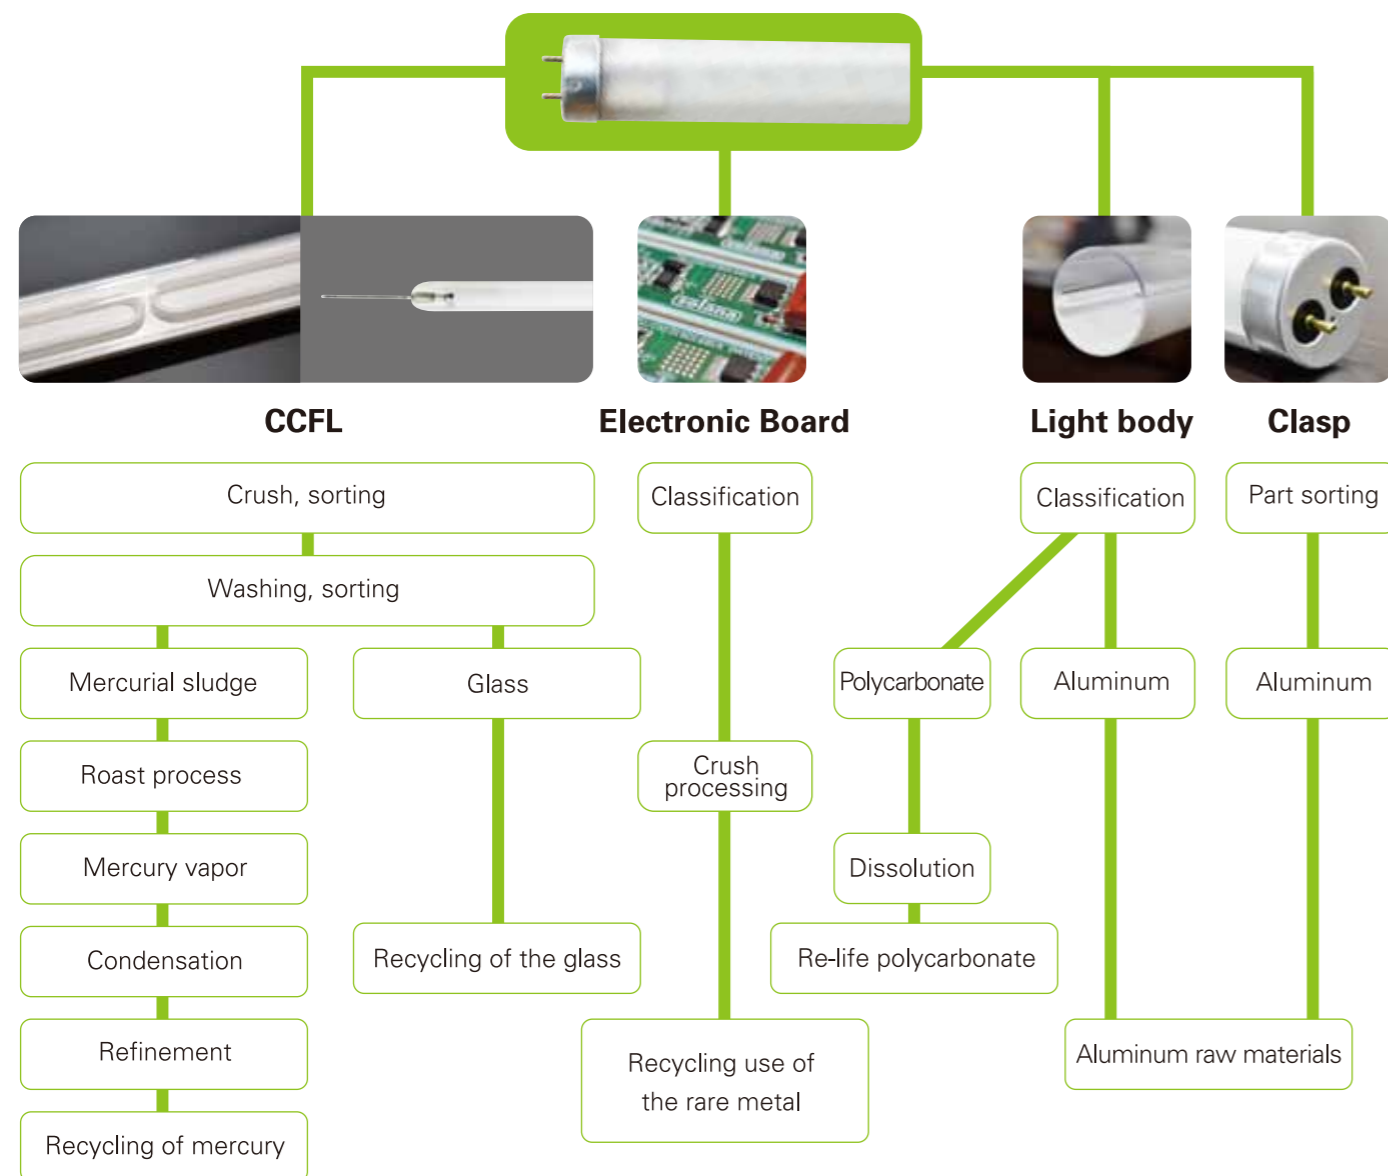 CCFL
Electronic Board
Light body
Clasp
Crush, sorting
Classification
Classification
Part sorting
Washing, sorting
Mercurial sludge
Glass
Polycarbonate
Aluminum
Aluminum
Roast process
Crush
processing
Mercury vapor
Dissolution
Condensation
Recycling of the glass
Re-life polycarbonate
Refinement
Recycling use of
the rare metal
Aluminum raw materials
Recycling of mercury